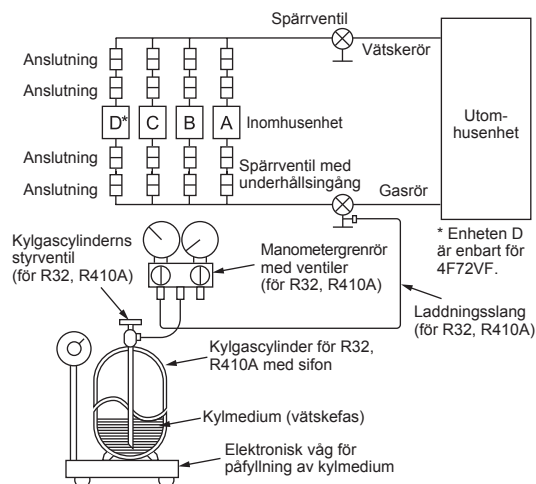 Spärrventil
Anslutning
Vätskerör
Anslutning
D*
C
B
A
Inomhusenhet
Utom-
husenhet
Anslutning
Spärrventil med
underhållsingång
Anslutning
Gasrör
* Enheten D
är enbart för
4F72VF.
Kylgascylinderns
styrventil
(för R32, R410A)
Manometergrenrör
med ventiler
(för R32, R410A)
Laddningsslang
(för R32, R410A)
Kylgascylinder för R32,
R410A med sifon
Kylmedium (vätskefas)
Elektronisk våg för
påfyllning av kylmedium